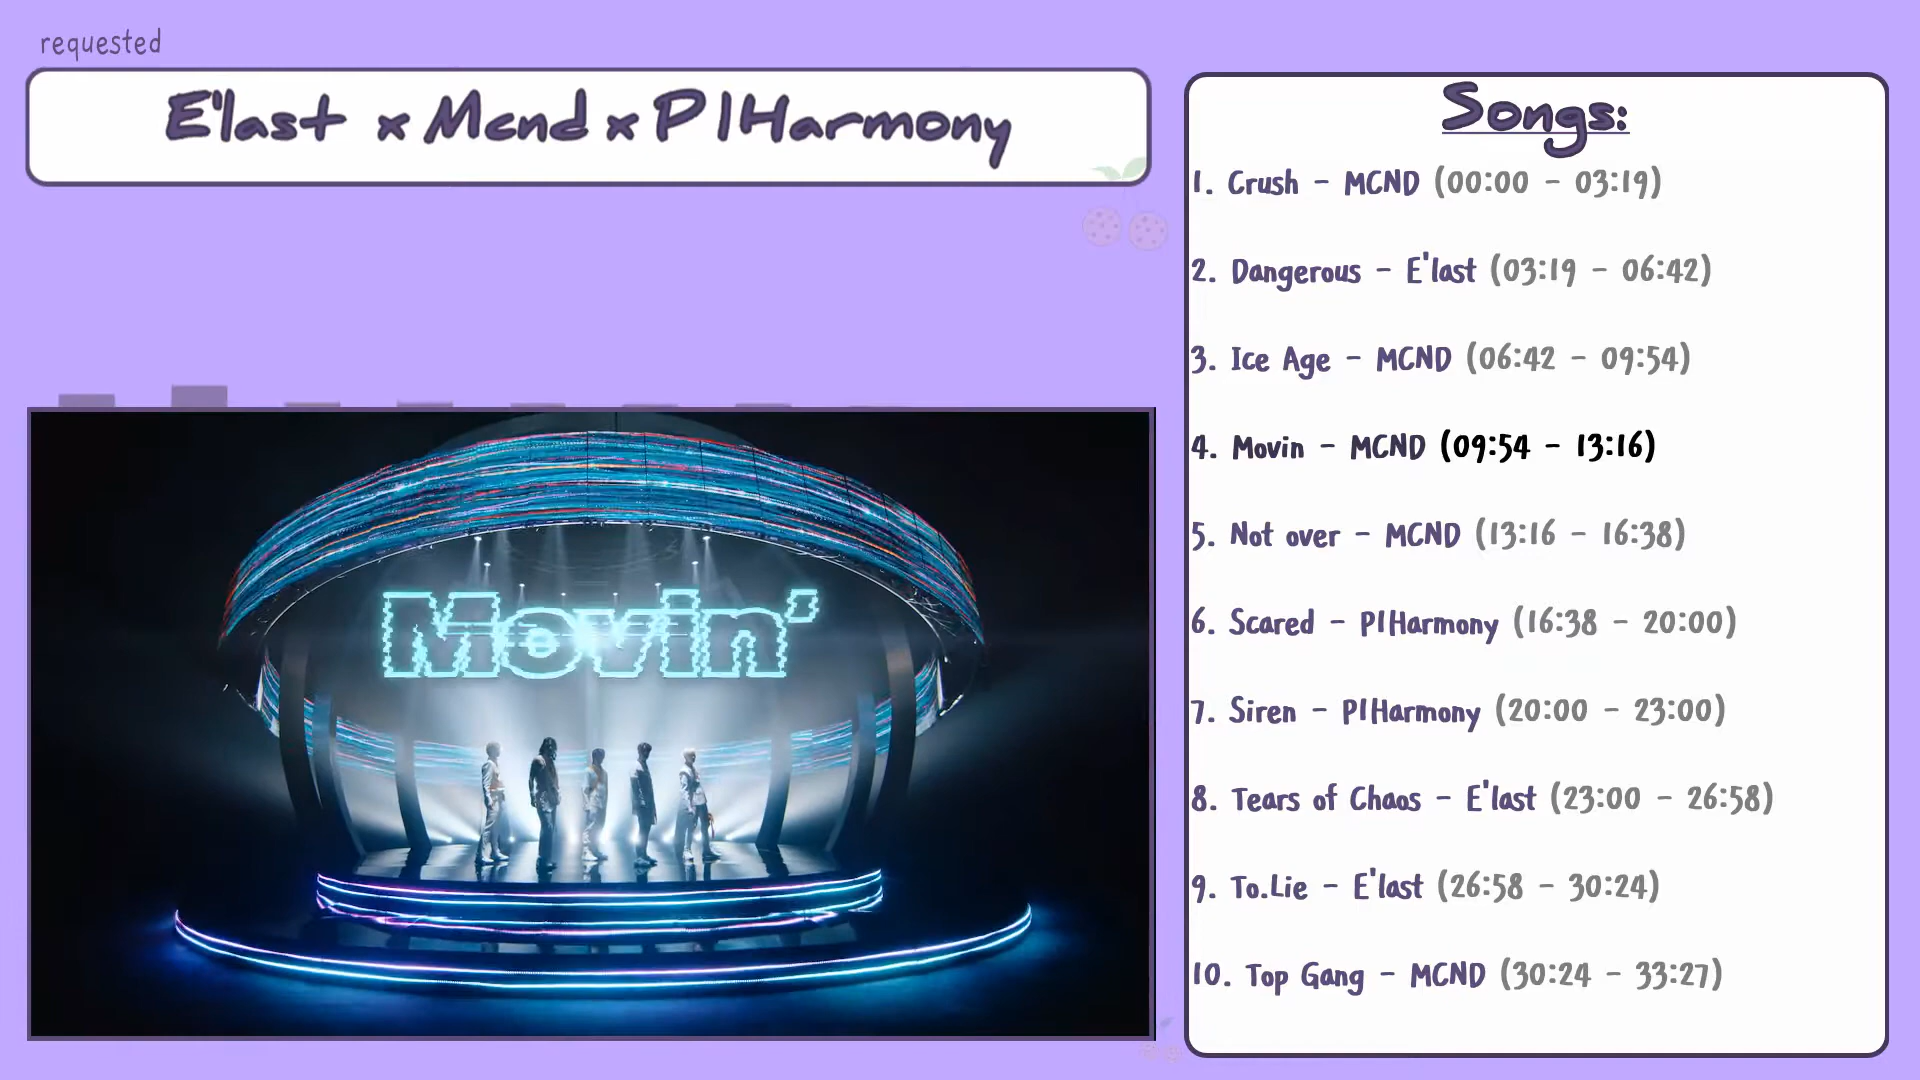 requested
E'last x Mcnd x P1Harmony
Songs:
1. Crush - MCND (00:00 - 03:19)
2. Dangerous - E'last (03:19 - 06:42)
3. Ice Age - MCND (06:42 - 09:54)
4. Movin - MCND (09:54 - 13:16)
5. Not over - MCND (13:16 - 16:38)
6. Scared - P1Harmony (16:38 - 20:00)
7. Siren - P1Harmony (20:00 - 23:00)
8. Tears of Chaos - E'last (23:00 - 26:58)
9. To.Lie - E'last (26:58 - 30:24)
10. Top Gang - MCND (30:24 - 33:27)
Movin'